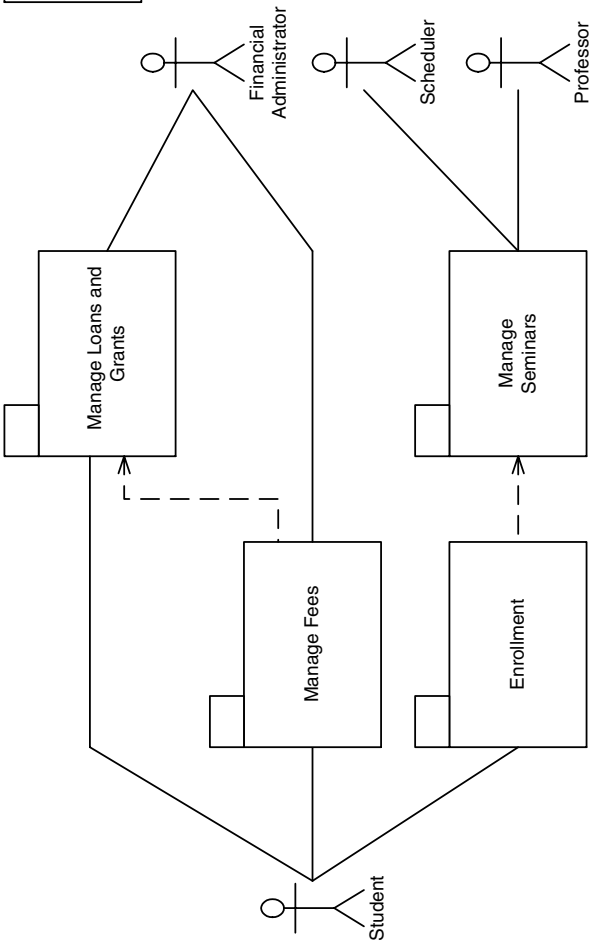 Financial
Administrator
Scheduler
Professor
Manage Loans and
Grants
Manage
Seminars
Manage Fees
Enrollment
Student